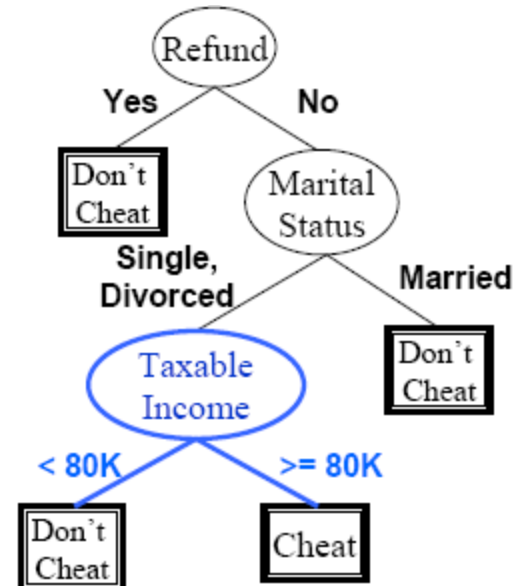 Refund
Yes
No
Don't
Cheat
Marital
Status
Single,
Divorced
Married
Taxable
Income
Don't
Cheat
< 80K
>= 80K
Don't
Cheat
Cheat